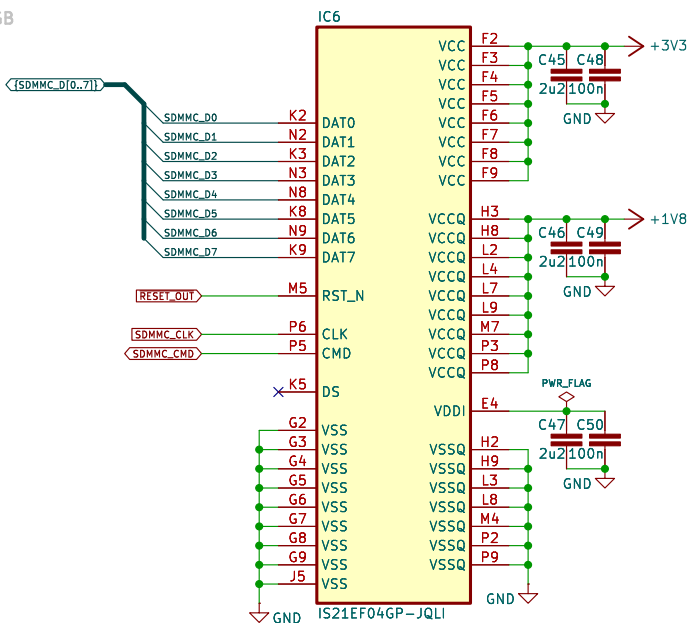 GB
IC6
{SDMMC_D[0..7]}
SDMMC_D0 K2 DAT0
SDMMC_D1 N2 DAT1
SDMMC_D2 K3 DAT2
SDMMC_D3 N3 DAT3
SDMMC_D4 N8 DAT4
SDMMC_D5 K8 DAT5
SDMMC_D6 N9 DAT6
SDMMC_D7 K9 DAT7
RESET_OUT M5 RST_N
SDMMC_CLK P6 CLK
SDMMC_CMD P5 CMD
K5 DS
G2 VSS
G3 VSS
G4 VSS
G5 VSS
G6 VSS
G7 VSS
G8 VSS
G9 VSS
J5 VSS
GND
VCC F2
VCC F3
VCC F4
VCC F5
VCC F6
VCC F7
VCC F8
VCC F9
+3V3
C45 C48
2u2 100n
GND
VCCQ H3
VCCQ H8
VCCQ L2
VCCQ L4
VCCQ L7
VCCQ L9
VCCQ M7
VCCQ P3
VCCQ P8
+1V8
C46 C49
2u2 100n
GND
PWR_FLAG
VDDI E4
C47 C50
2u2 100n
GND
VSSQ H2
VSSQ H9
VSSQ L3
VSSQ L8
VSSQ M4
VSSQ P2
VSSQ P9
GND
IS21EF04GP-JQLI